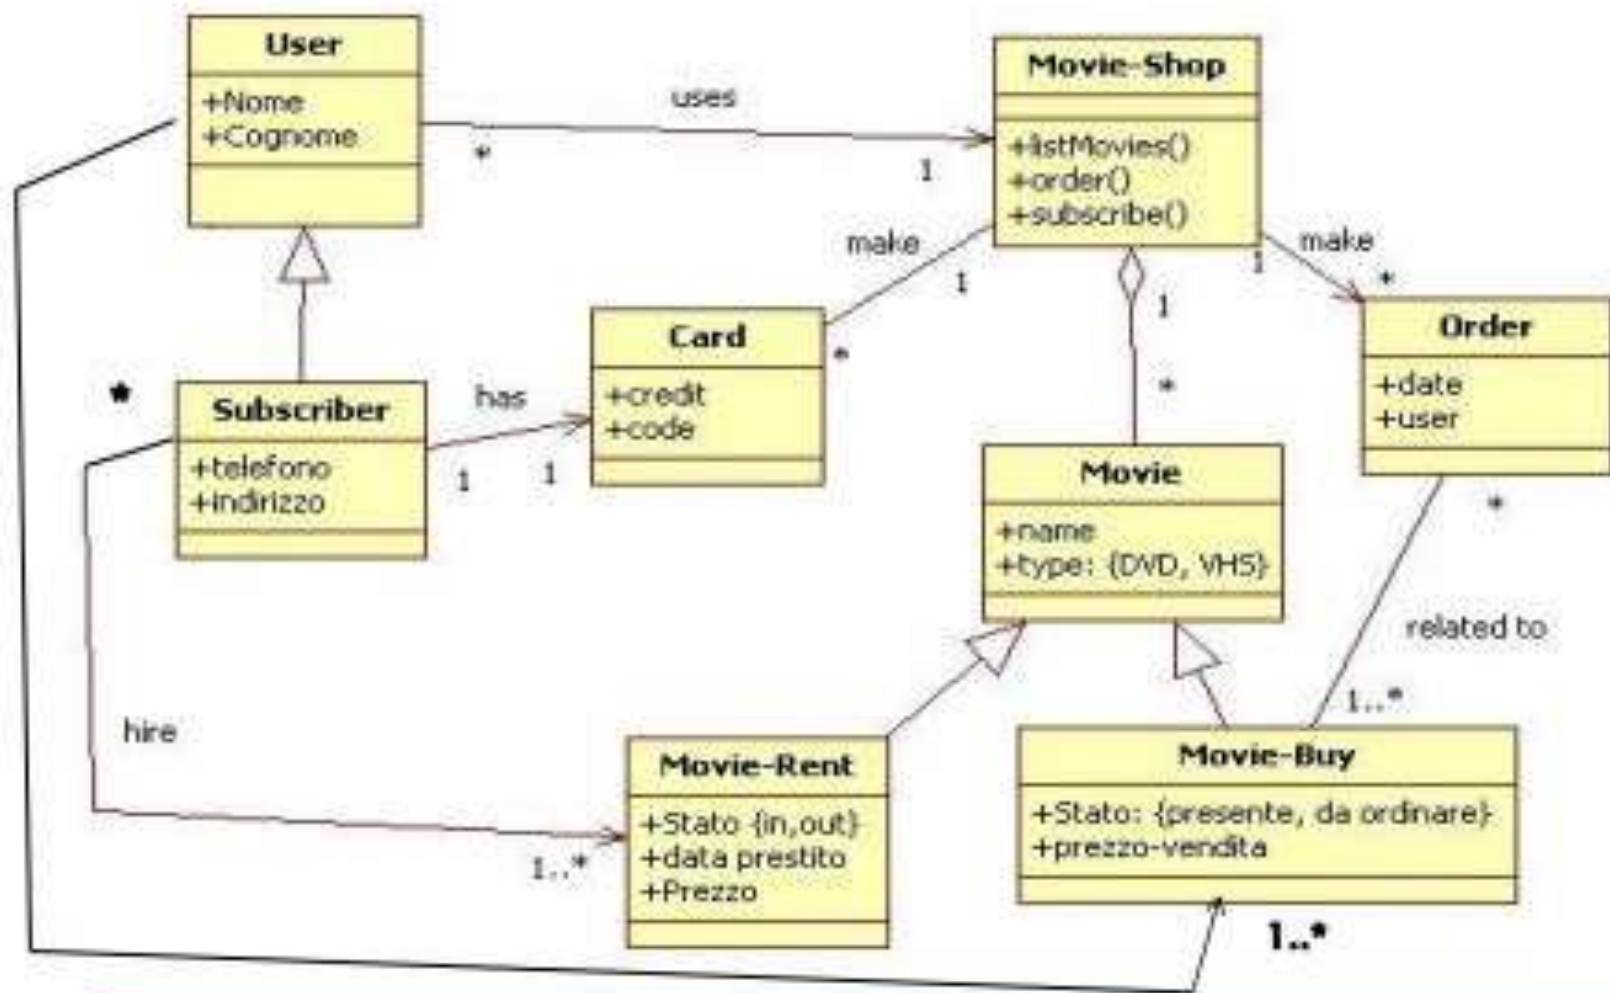 User
+Nome
+Cognome
uses
*
1
Movie-Shop
+listMovies()
+order()
+subscribe()
make
1
*
make
1
*
1
*
Order
+date
+user
Card
+credit
+code
*
Subscriber
+telefono
+indirizzo
has
1
1
Movie
+name
+type: {DVD, VHS}
*
related to
1..*
hire
1..*
Movie-Rent
+Stato {in,out}
+data prestito
+Prezzo
Movie-Buy
+Stato: {presente, da ordinare}
+prezzo-vendita
1..*